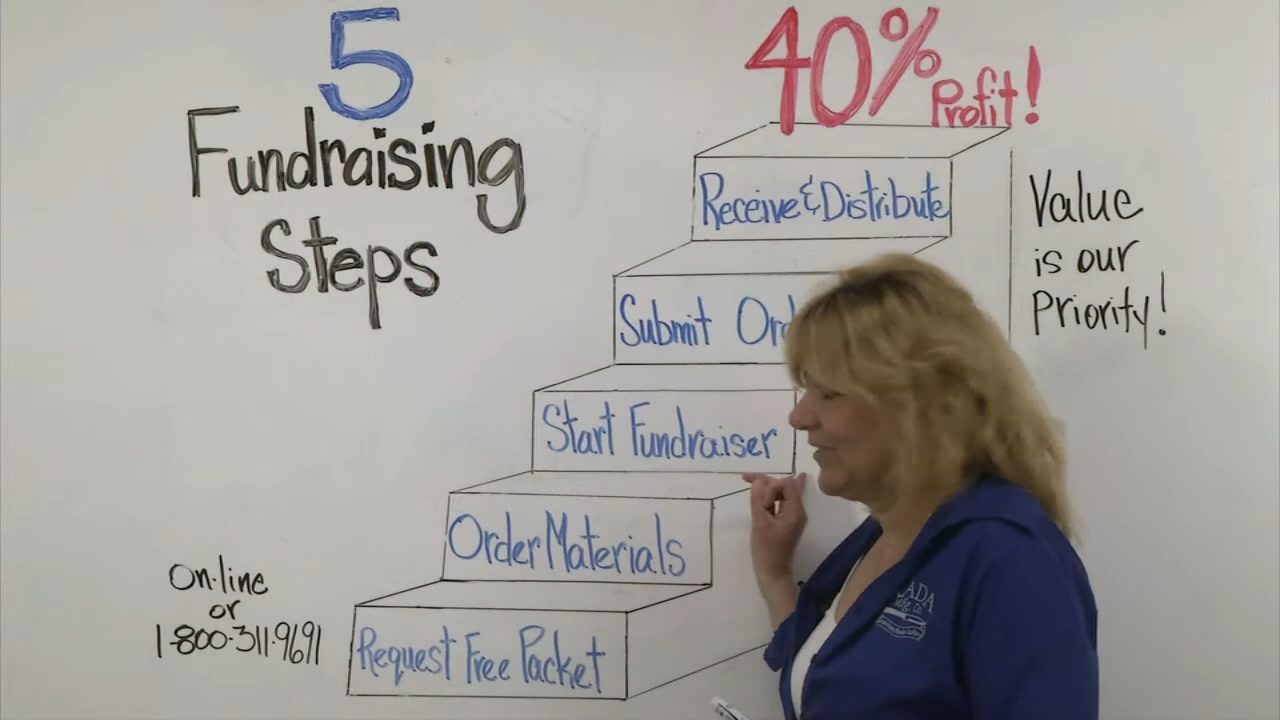 5
Fundraising
Steps
40% Profit!
Receive & Distribute
Submit
Start Fundraiser
Order Materials
Request Free Packet
Value
is our
Priority!
On-line
or
1-800-311-9691